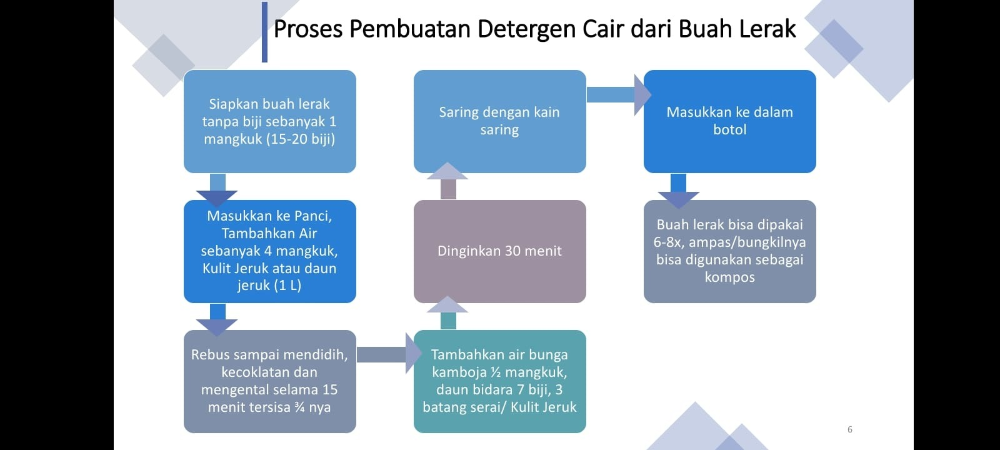 Proses Pembuatan Detergen Cair dari Buah Lerak
Siapkan buah lerak
tanpa biji sebanyak 1
mangkuk (15-20 biji)
Masukkan ke Panci,
Tambahkan Air
sebanyak 4 mangkuk,
Kulit Jeruk atau daun
jeruk (1 L)
Rebus sampai mendidih,
kecoklatan dan
mengental selama 15
menit tersisa ¾ nya
Tambahkan air bunga
kamboja ½ mangkuk,
daun bidara 7 biji, 3
batang serai/ Kulit Jeruk
Dinginkan 30 menit
Saring dengan kain
saring
Masukkan ke dalam
botol
Buah lerak bisa dipakai
6-8x, ampas/bungkilnya
bisa digunakan sebagai
kompos
6